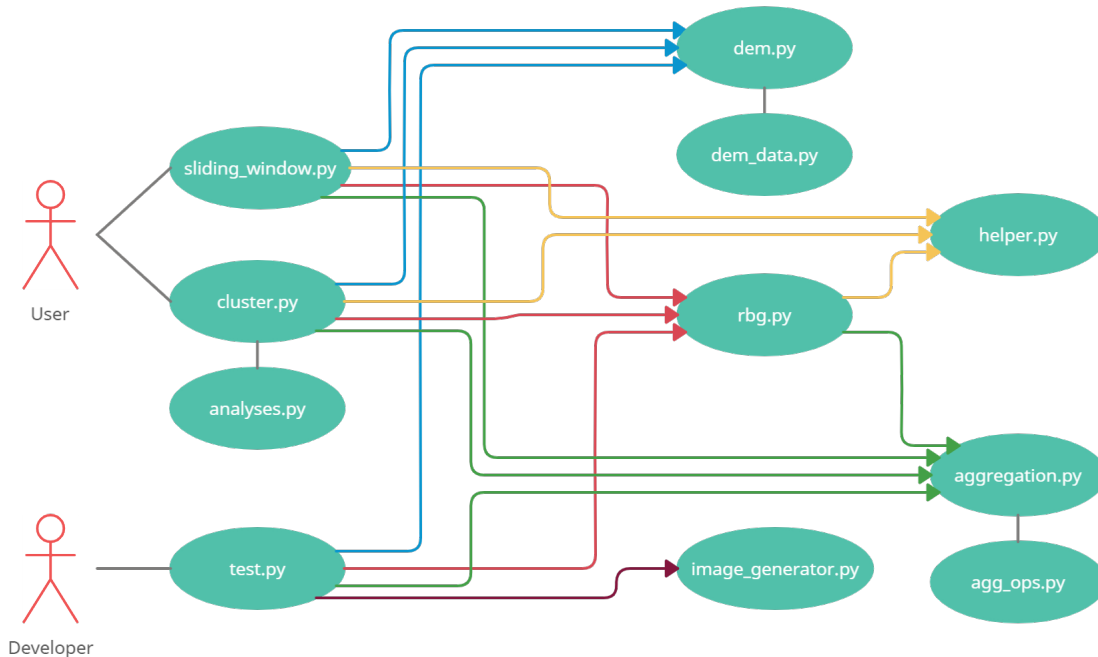 dem.py
dem_data.py
sliding_window.py
helper.py
User
cluster.py
rbg.py
analyses.py
aggregation.py
test.py
image_generator.py
agg_ops.py
Developer